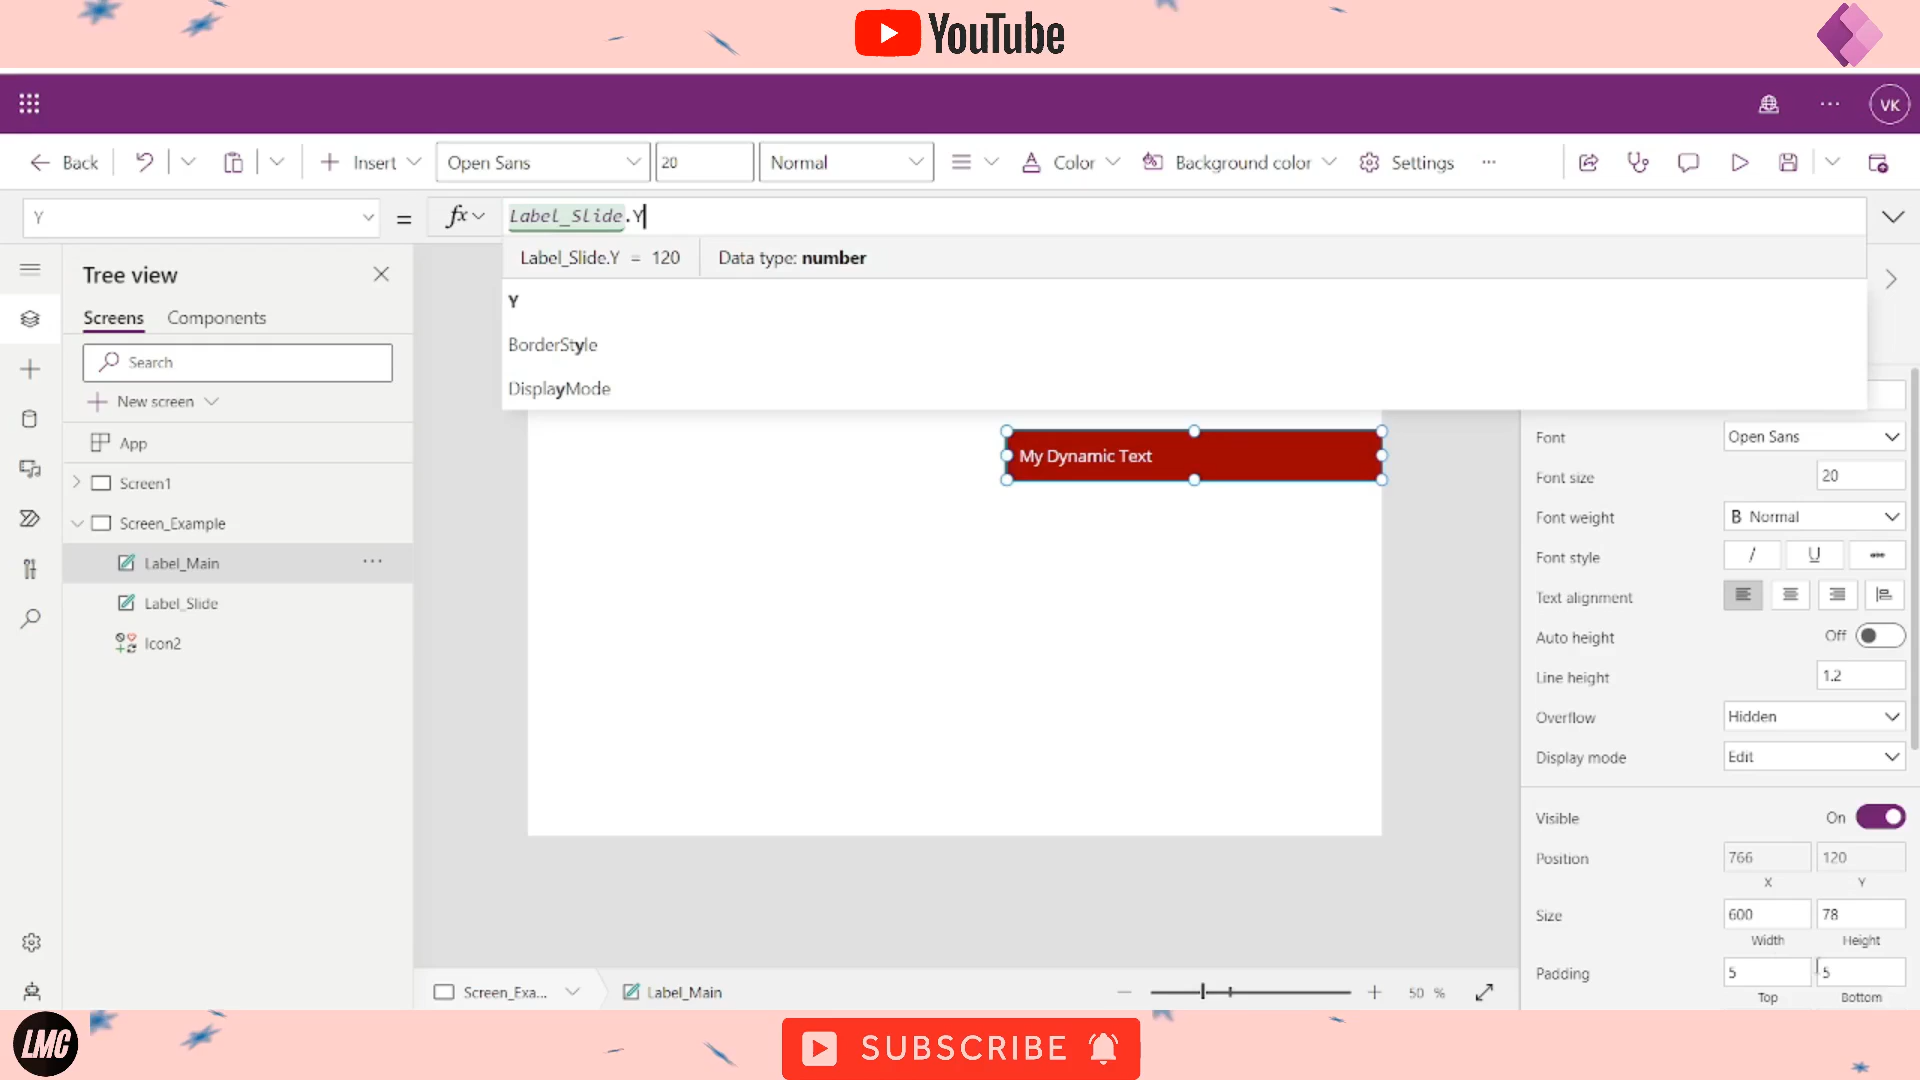 YouTube
VK
Back
Insert
Open Sans
20
Normal
Color
Background color
Settings
Y
=
fx
Label_Slide.Y
Label_Slide.Y = 120
Data type: number
Y
BorderStyle
DisplayMode
Tree view
Screens
Components
Search
New screen
App
Screen1
Screen_Example
Label_Main
Label_Slide
Icon2
My Dynamic Text
Font
Open Sans
Font size
20
Font weight
B Normal
Font style
/ U abc
Text alignment
Auto height
Off
Line height
1.2
Overflow
Hidden
Display mode
Edit
Visible
On
Position
766
120
X
Y
Size
600
78
Width
Height
Padding
5
5
Top
Bottom
Screen_Exa...
Label_Main
50 %
LMC
SUBSCRIBE